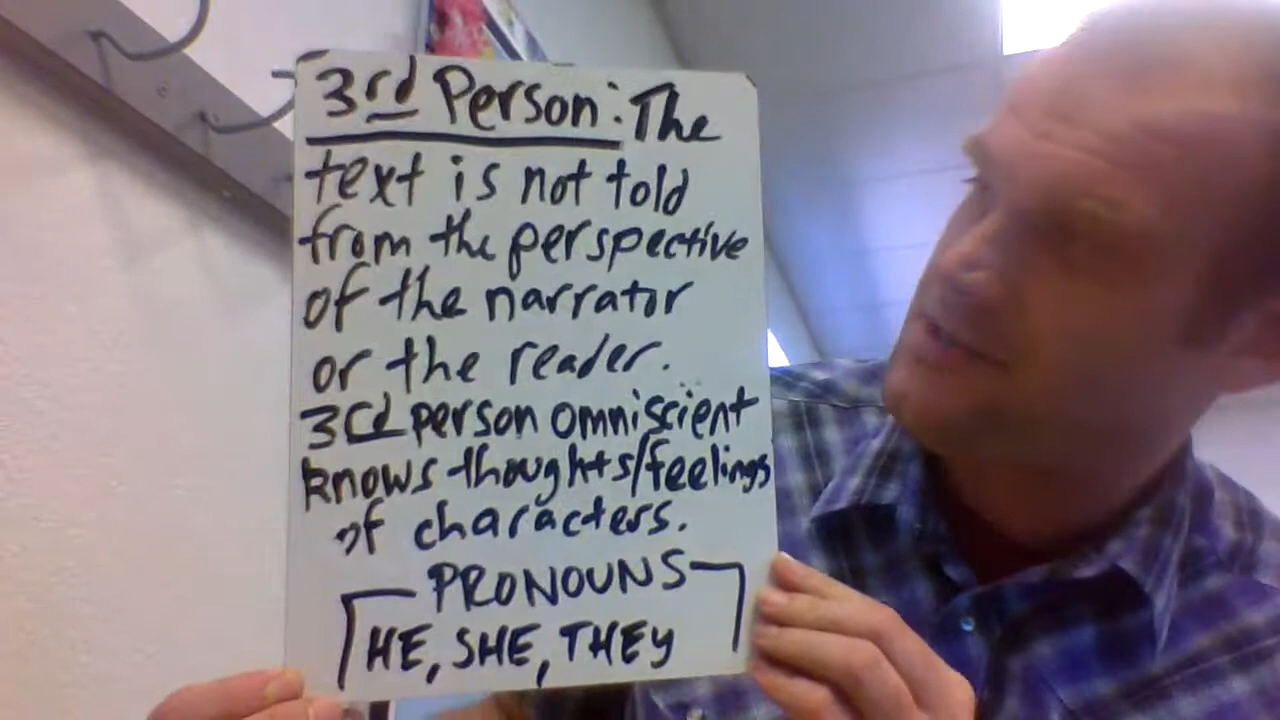 3rd Person: The
text is not told
from the perspective
of the narrator
or the reader.
3rd person omniscient
knows thoughts/feelings
of characters.
PRONOUNS
HE, SHE, THEY